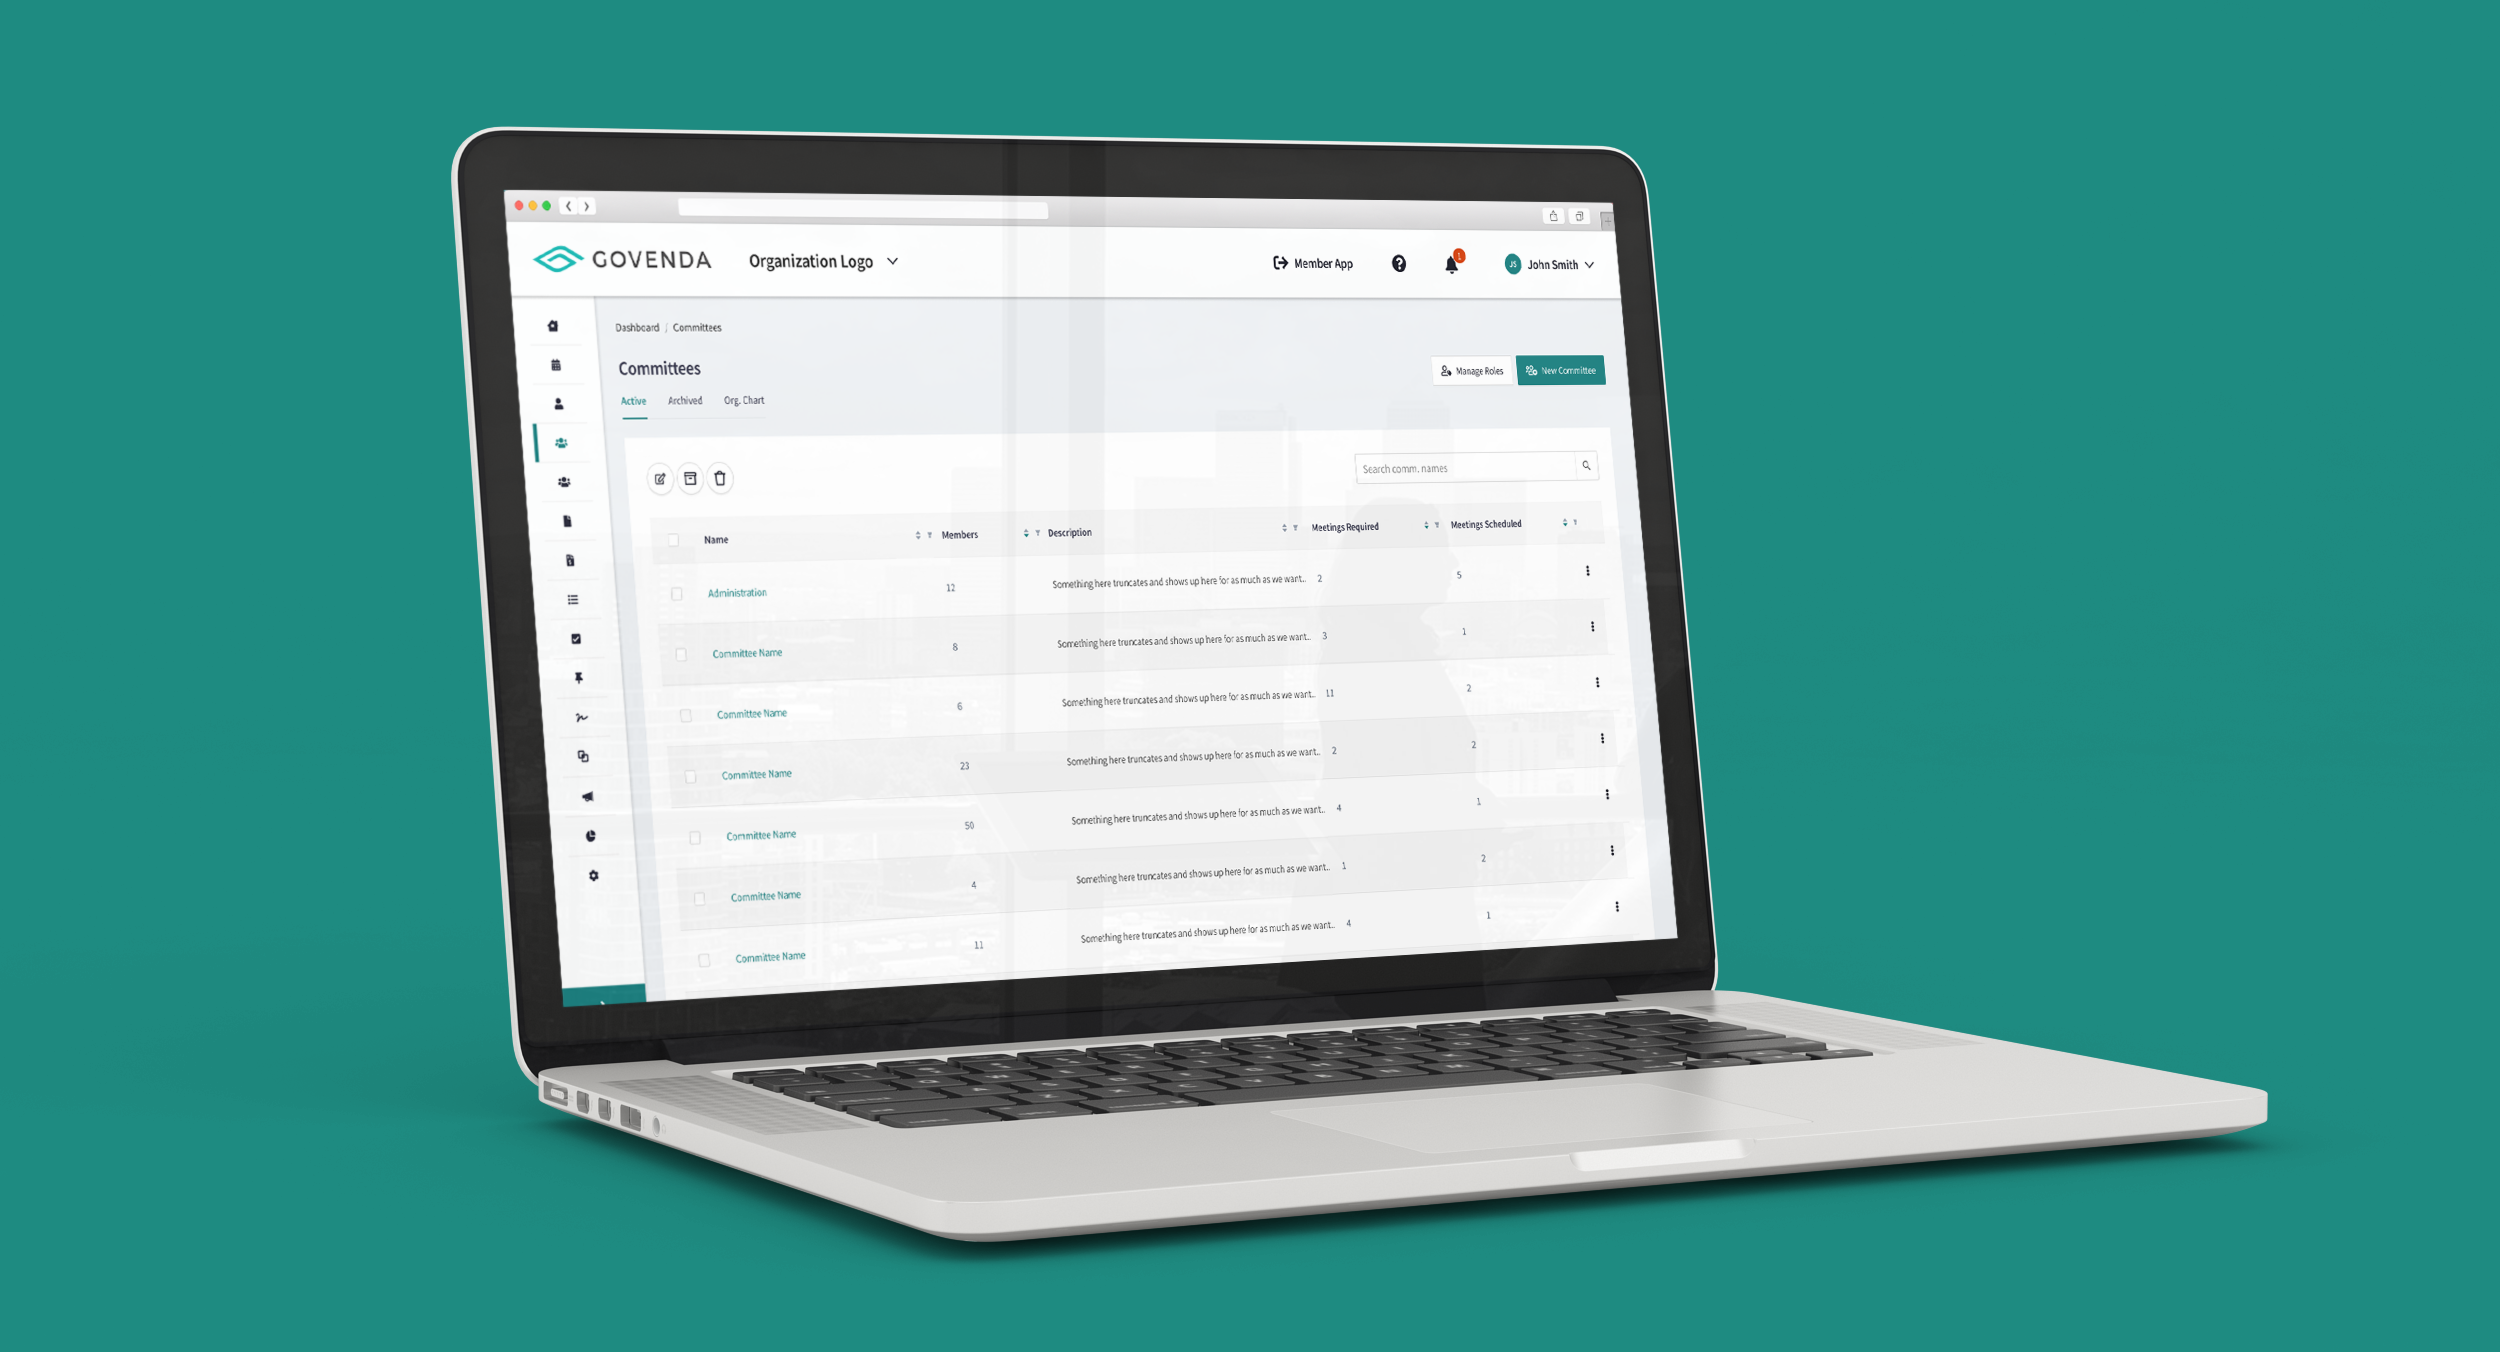 GOVENDA Organization Logo Member App 1 JS John Smith
Dashboard / Committees
Committees
Manage Roles New Committee
Active Archived Org. Chart
Search comm. names
Name Members Description Meetings Required Meetings Scheduled
Administration 12 Something here truncates and shows up here for as much as we want.. 2 5
Committee Name 8 Something here truncates and shows up here for as much as we want.. 3 1
Committee Name 6 Something here truncates and shows up here for as much as we want.. 11 2
Committee Name 23 Something here truncates and shows up here for as much as we want.. 2 2
Committee Name 50 Something here truncates and shows up here for as much as we want.. 4 1
Committee Name 4 Something here truncates and shows up here for as much as we want.. 1 2
Committee Name 11 Something here truncates and shows up here for as much as we want.. 4 1